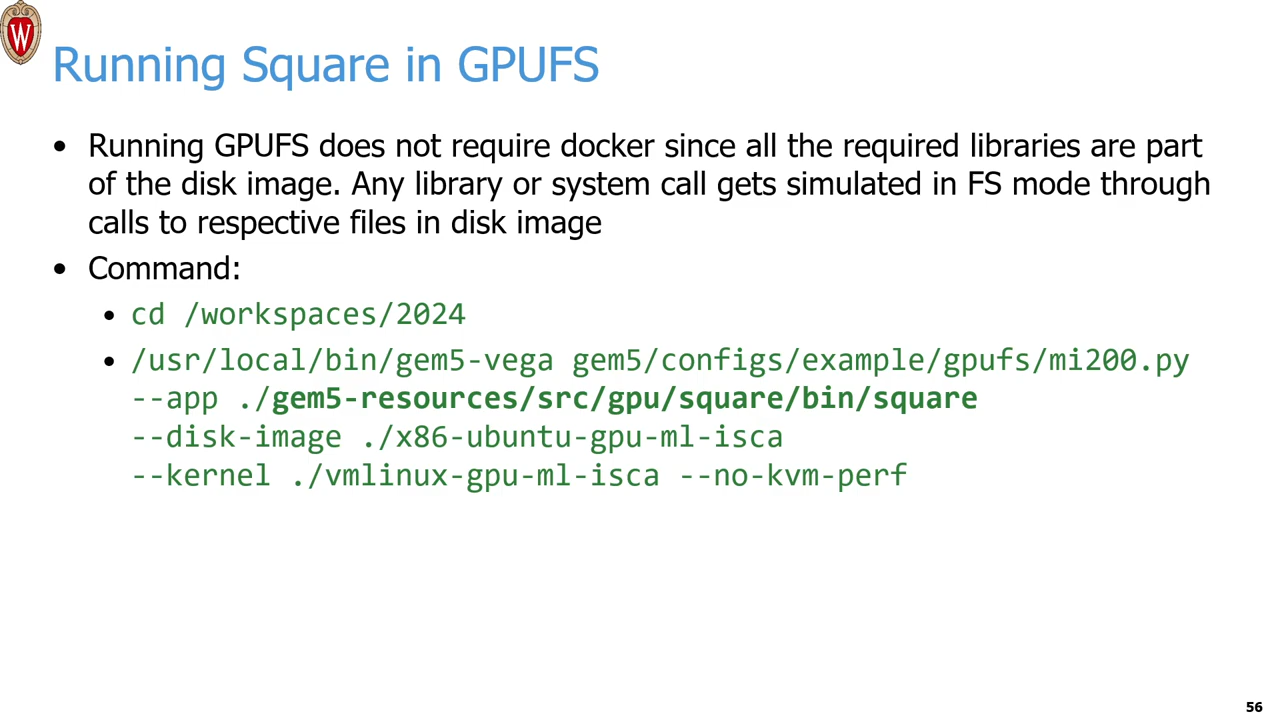 W
Running Square in GPUFS
• Running GPUFS does not require docker since all the required libraries are part
of the disk image. Any library or system call gets simulated in FS mode through
calls to respective files in disk image
• Command:
• cd /workspaces/2024
• /usr/local/bin/gem5-vega gem5/configs/example/gpufs/mi200.py
--app ./gem5-resources/src/gpu/square/bin/square
--disk-image ./x86-ubuntu-gpu-ml-isca
--kernel ./vmlinux-gpu-ml-isca --no-kvm-perf
56